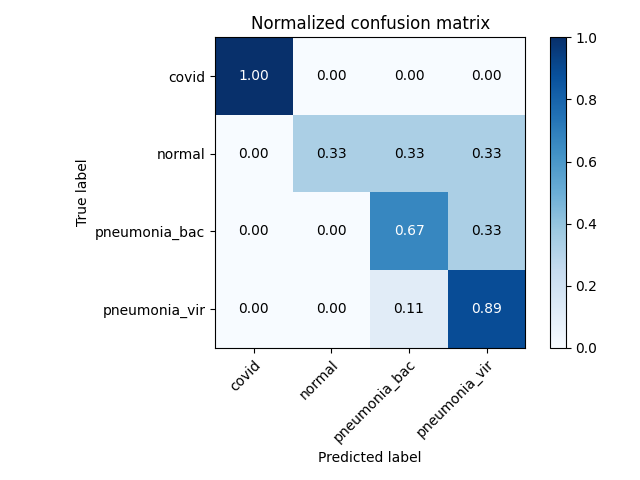 Normalized confusion matrix
True label
covid 1.00 0.00 0.00 0.00
normal 0.00 0.33 0.33 0.33
pneumonia_bac 0.00 0.00 0.67 0.33
pneumonia_vir 0.00 0.00 0.11 0.89
covid normal pneumonia_bac pneumonia_vir
Predicted label
1.0
0.8
0.6
0.4
0.2
0.0